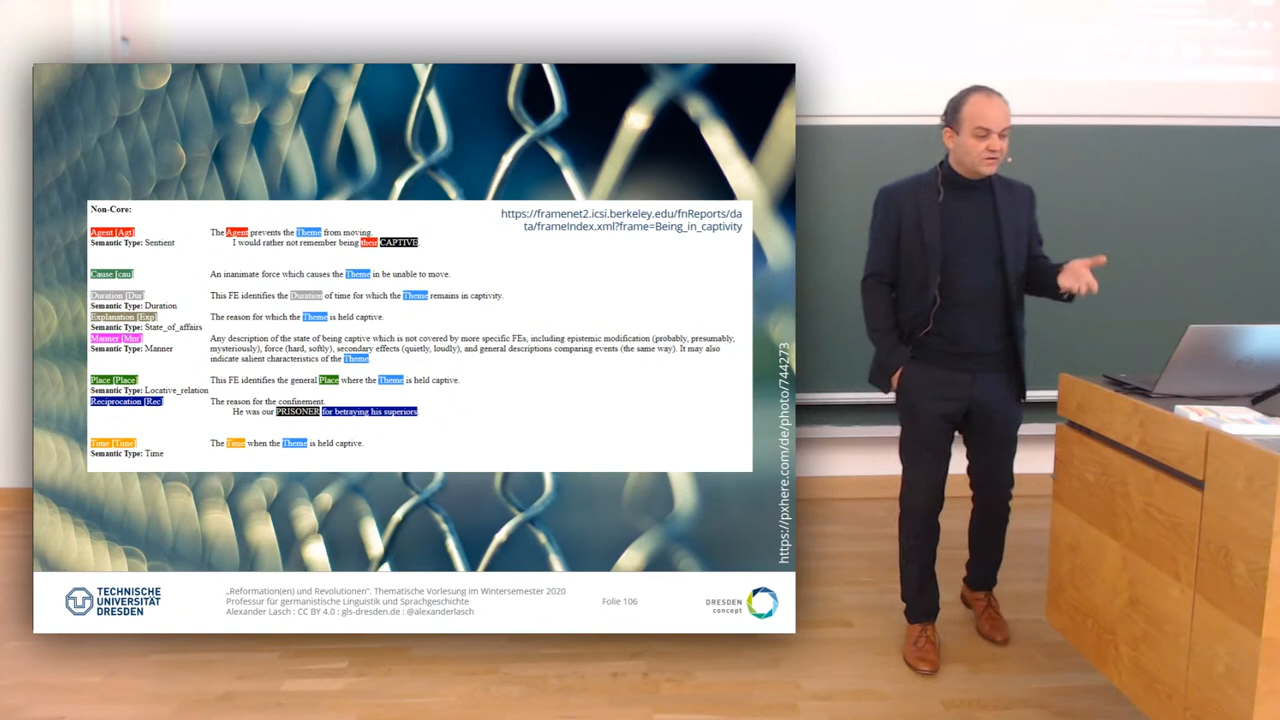 Non-Core:
https://framenet2.icsi.berkeley.edu/fnReports/da
ta/frameIndex.xml?frame=Being_in_captivity
Agent [Agt] The Agent prevents the Theme from moving.
Semantic Type: Sentient I would rather not remember being their CAPTIVE.
Cause [cau] An inanimate force which causes the Theme in be unable to move.
Duration [Dur] This FE identifies the Duration of time for which the Theme remains in captivity.
Semantic Type: Duration
Explanation [Exp] The reason for which the Theme is held captive.
Semantic Type: State_of_affairs
Manner [Mnr] Any description of the state of being captive which is not covered by more specific FEs, including epistemic modification (probably, presumably,
Semantic Type: Manner mysteriously), force (hard, softly), secondary effects (quietly, loudly), and general descriptions comparing events (the same way). It may also
indicate salient characteristics of the Theme.
Place [Place] This FE identifies the general Place where the Theme is held captive.
Semantic Type: Locative_relation
Reciprocation [Rec] The reason for the confinement.
He was our PRISONER for betraying his superiors.
Time [Time] The Time when the Theme is held captive.
Semantic Type: Time
https://pxhere.com/de/photo/744273
TECHNISCHE
UNIVERSITÄT
DRESDEN
„Reformation(en) und Revolutionen“. Thematische Vorlesung im Wintersemester 2020
Professur für germanistische Linguistik und Sprachgeschichte
Alexander Lasch : CC BY 4.0 : gls-dresden.de : @alexanderlasch
Folie 106
DRESDEN
concept